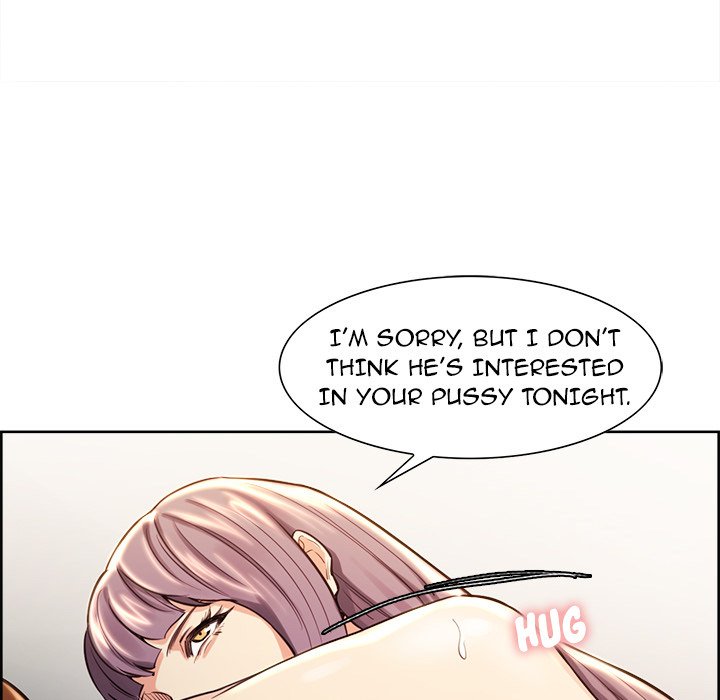 I'M SORRY, BUT I DON'T
THINK HE'S INTERESTED
IN YOUR PUSSY TONIGHT.
HUG